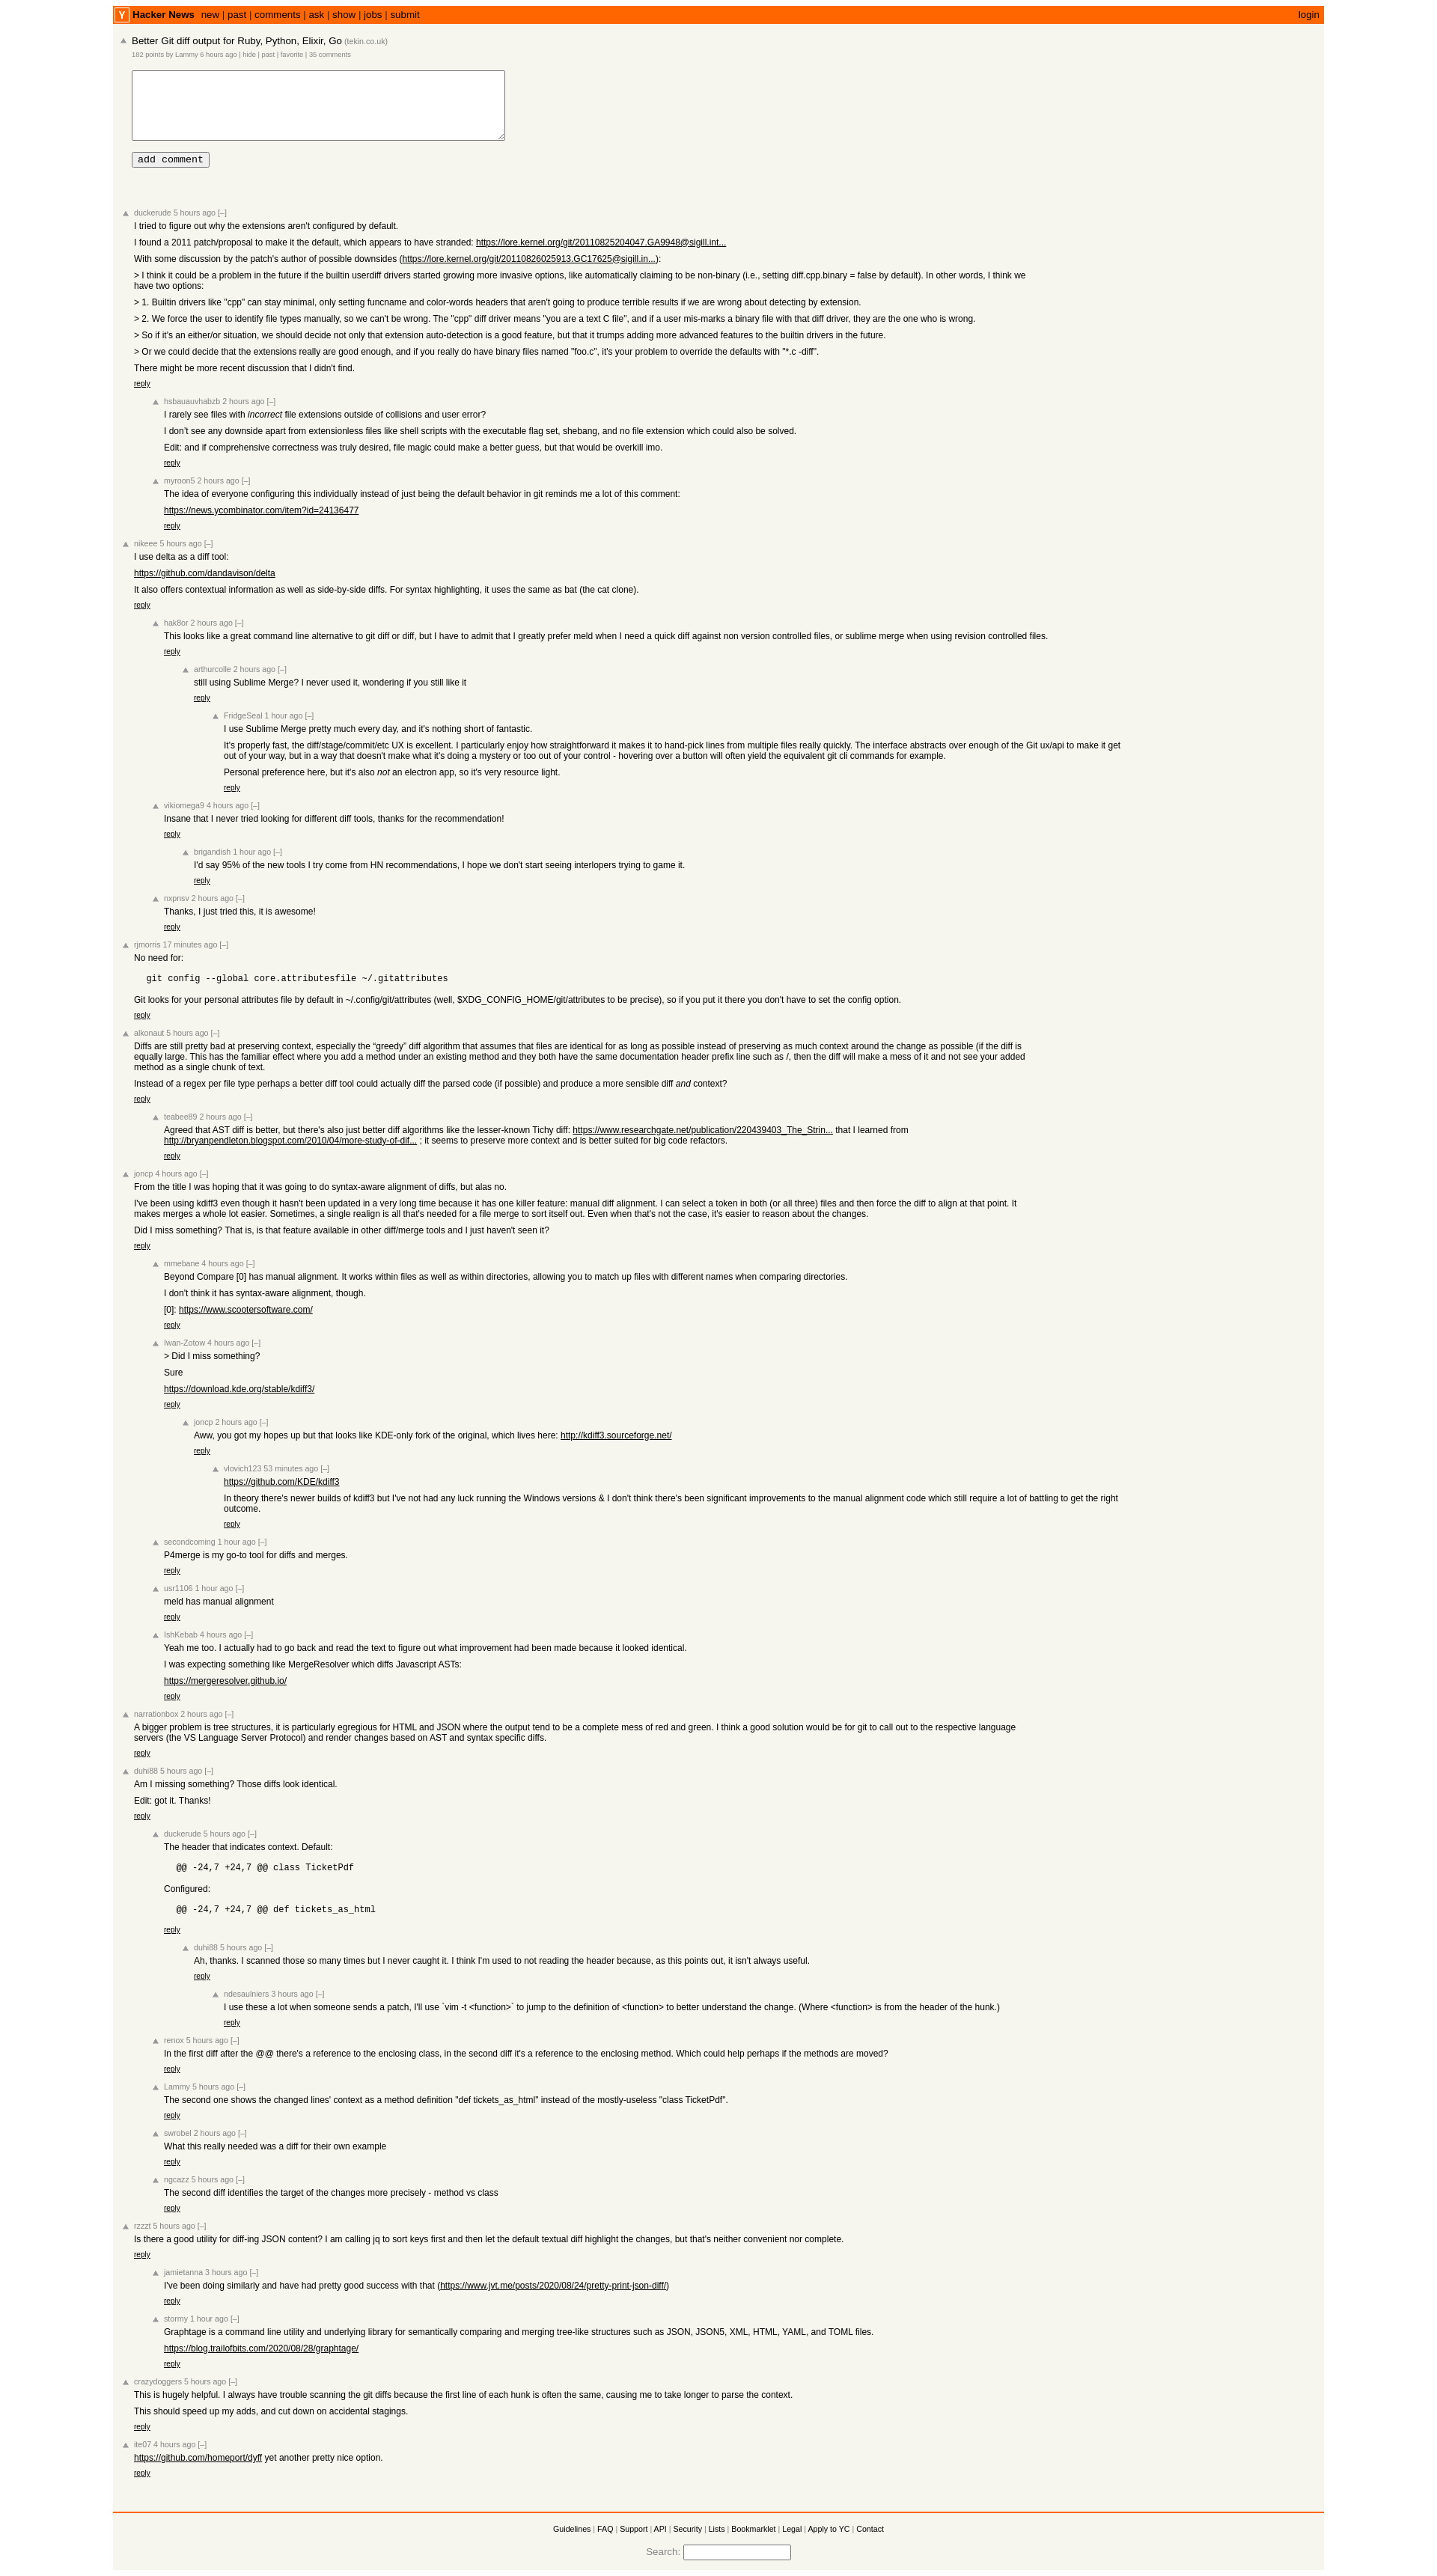 Y Hacker News new | past | comments | ask | show | jobs | submit login
Better Git diff output for Ruby, Python, Elixir, Go (tekin.co.uk)
182 points by Lammy 6 hours ago | hide | past | favorite | 35 comments
add comment
duckerude 5 hours ago [–]
I tried to figure out why the extensions aren't configured by default.
I found a 2011 patch/proposal to make it the default, which appears to have stranded: https://lore.kernel.org/git/20110825204047.GA9948@sigill.int...
With some discussion by the patch's author of possible downsides (https://lore.kernel.org/git/20110826025913.GC17625@sigill.in...):
> I think it could be a problem in the future if the builtin userdiff drivers started growing more invasive options, like automatically claiming to be non-binary (i.e., setting diff.cpp.binary = false by default). In other words, I think we
have two options:
> 1. Builtin drivers like "cpp" can stay minimal, only setting funcname and color-words headers that aren't going to produce terrible results if we are wrong about detecting by extension.
> 2. We force the user to identify file types manually, so we can't be wrong. The "cpp" diff driver means "you are a text C file", and if a user mis-marks a binary file with that diff driver, they are the one who is wrong.
> So if it's an either/or situation, we should decide not only that extension auto-detection is a good feature, but that it trumps adding more advanced features to the builtin drivers in the future.
> Or we could decide that the extensions really are good enough, and if you really do have binary files named "foo.c", it's your problem to override the defaults with "*.c -diff".
There might be more recent discussion that I didn't find.
reply
hsbauauvhabzb 2 hours ago [–]
I rarely see files with incorrect file extensions outside of collisions and user error?
I don't see any downside apart from extensionless files like shell scripts with the executable flag set, shebang, and no file extension which could also be solved.
Edit: and if comprehensive correctness was truly desired, file magic could make a better guess, but that would be overkill imo.
reply
myroon5 2 hours ago [–]
The idea of everyone configuring this individually instead of just being the default behavior in git reminds me a lot of this comment:
https://news.ycombinator.com/item?id=24136477
reply
nikeee 5 hours ago [–]
I use delta as a diff tool:
https://github.com/dandavison/delta
It also offers contextual information as well as side-by-side diffs. For syntax highlighting, it uses the same as bat (the cat clone).
reply
hak8or 2 hours ago [–]
This looks like a great command line alternative to git diff or diff, but I have to admit that I greatly prefer meld when I need a quick diff against non version controlled files, or sublime merge when using revision controlled files.
reply
arthurcolle 2 hours ago [–]
still using Sublime Merge? I never used it, wondering if you still like it
reply
FridgeSeal 1 hour ago [–]
I use Sublime Merge pretty much every day, and it's nothing short of fantastic.
It's properly fast, the diff/stage/commit/etc UX is excellent. I particularly enjoy how straightforward it makes it to hand-pick lines from multiple files really quickly. The interface abstracts over enough of the Git ux/api to make it get
out of your way, but in a way that doesn't make what it's doing a mystery or too out of your control - hovering over a button will often yield the equivalent git cli commands for example.
Personal preference here, but it's also not an electron app, so it's very resource light.
reply
vikiomega9 4 hours ago [–]
Insane that I never tried looking for different diff tools, thanks for the recommendation!
reply
brigandish 1 hour ago [–]
I'd say 95% of the new tools I try come from HN recommendations, I hope we don't start seeing interlopers trying to game it.
reply
nxpnsv 2 hours ago [–]
Thanks, I just tried this, it is awesome!
reply
rjmorris 17 minutes ago [–]
No need for:
git config --global core.attributesfile ~/.gitattributes
Git looks for your personal attributes file by default in ~/.config/git/attributes (well, $XDG_CONFIG_HOME/git/attributes to be precise), so if you put it there you don't have to set the config option.
reply
alkonaut 5 hours ago [–]
Diffs are still pretty bad at preserving context, especially the “greedy” diff algorithm that assumes that files are identical for as long as possible instead of preserving as much context around the change as possible (if the diff is
equally large. This has the familiar effect where you add a method under an existing method and they both have the same documentation header prefix line such as /, then the diff will make a mess of it and not see your added
method as a single chunk of text.
Instead of a regex per file type perhaps a better diff tool could actually diff the parsed code (if possible) and produce a more sensible diff and context?
reply
teabee89 2 hours ago [–]
Agreed that AST diff is better, but there's also just better diff algorithms like the lesser-known Tichy diff: https://www.researchgate.net/publication/220439403_The_Strin... that I learned from
http://bryanpendleton.blogspot.com/2010/04/more-study-of-dif... ; it seems to preserve more context and is better suited for big code refactors.
reply
joncp 4 hours ago [–]
From the title I was hoping that it was going to do syntax-aware alignment of diffs, but alas no.
I've been using kdiff3 even though it hasn't been updated in a very long time because it has one killer feature: manual diff alignment. I can select a token in both (or all three) files and then force the diff to align at that point. It
makes merges a whole lot easier. Sometimes, a single realign is all that's needed for a file merge to sort itself out. Even when that's not the case, it's easier to reason about the changes.
Did I miss something? That is, is that feature available in other diff/merge tools and I just haven't seen it?
reply
mmebane 4 hours ago [–]
Beyond Compare [0] has manual alignment. It works within files as well as within directories, allowing you to match up files with different names when comparing directories.
I don't think it has syntax-aware alignment, though.
[0]: https://www.scootersoftware.com/
reply
Iwan-Zotow 4 hours ago [–]
> Did I miss something?
Sure
https://download.kde.org/stable/kdiff3/
reply
joncp 2 hours ago [–]
Aww, you got my hopes up but that looks like KDE-only fork of the original, which lives here: http://kdiff3.sourceforge.net/
reply
vlovich123 53 minutes ago [–]
https://github.com/KDE/kdiff3
In theory there's newer builds of kdiff3 but I've not had any luck running the Windows versions & I don't think there's been significant improvements to the manual alignment code which still require a lot of battling to get the right
outcome.
reply
secondcoming 1 hour ago [–]
P4merge is my go-to tool for diffs and merges.
reply
usr1106 1 hour ago [–]
meld has manual alignment
reply
IshKebab 4 hours ago [–]
Yeah me too. I actually had to go back and read the text to figure out what improvement had been made because it looked identical.
I was expecting something like MergeResolver which diffs Javascript ASTs:
https://mergeresolver.github.io/
reply
narrationbox 2 hours ago [–]
A bigger problem is tree structures, it is particularly egregious for HTML and JSON where the output tend to be a complete mess of red and green. I think a good solution would be for git to call out to the respective language
servers (the VS Language Server Protocol) and render changes based on AST and syntax specific diffs.
reply
duhi88 5 hours ago [–]
Am I missing something? Those diffs look identical.
Edit: got it. Thanks!
reply
duckerude 5 hours ago [–]
The header that indicates context. Default:
@@ -24,7 +24,7 @@ class TicketPdf
Configured:
@@ -24,7 +24,7 @@ def tickets_as_html
reply
duhi88 5 hours ago [–]
Ah, thanks. I scanned those so many times but I never caught it. I think I'm used to not reading the header because, as this points out, it isn't always useful.
reply
ndesaulniers 3 hours ago [–]
I use these a lot when someone sends a patch, I'll use `vim -t <function>` to jump to the definition of <function> to better understand the change. (Where <function> is from the header of the hunk.)
reply
renox 5 hours ago [–]
In the first diff after the @@ there's a reference to the enclosing class, in the second diff it's a reference to the enclosing method. Which could help perhaps if the methods are moved?
reply
Lammy 5 hours ago [–]
The second one shows the changed lines' context as a method definition "def tickets_as_html" instead of the mostly-useless "class TicketPdf".
reply
swrobel 2 hours ago [–]
What this really needed was a diff for their own example
reply
ngcazz 5 hours ago [–]
The second diff identifies the target of the changes more precisely - method vs class
reply
rzzzt 5 hours ago [–]
Is there a good utility for diff-ing JSON content? I am calling jq to sort keys first and then let the default textual diff highlight the changes, but that's neither convenient nor complete.
reply
jamietanna 3 hours ago [–]
I've been doing similarly and have had pretty good success with that (https://www.jvt.me/posts/2020/08/24/pretty-print-json-diff/)
reply
stormy 1 hour ago [–]
Graphtage is a command line utility and underlying library for semantically comparing and merging tree-like structures such as JSON, JSON5, XML, HTML, YAML, and TOML files.
https://blog.trailofbits.com/2020/08/28/graphtage/
reply
crazydoggers 5 hours ago [–]
This is hugely helpful. I always have trouble scanning the git diffs because the first line of each hunk is often the same, causing me to take longer to parse the context.
This should speed up my adds, and cut down on accidental stagings.
reply
ite07 4 hours ago [–]
https://github.com/homeport/dyff yet another pretty nice option.
reply
Guidelines | FAQ | Support | API | Security | Lists | Bookmarklet | Legal | Apply to YC | Contact
Search: